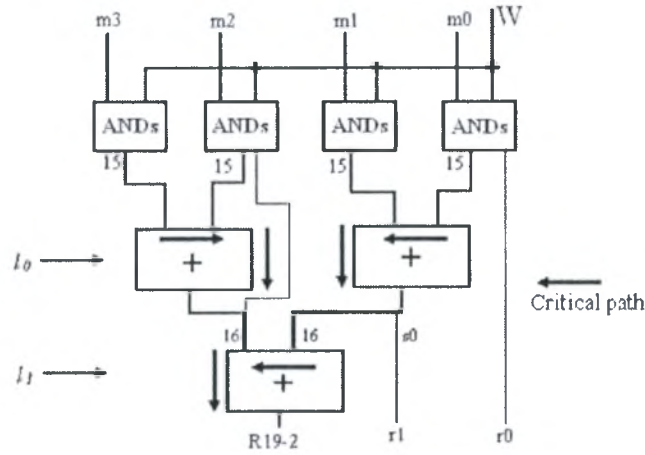 m3 m2 m1 m0 W
ANDs ANDs ANDs ANDs
15 15 15 15
I0 + +
Critical path
16 16 s0
I1 +
R19-2 r1 r0